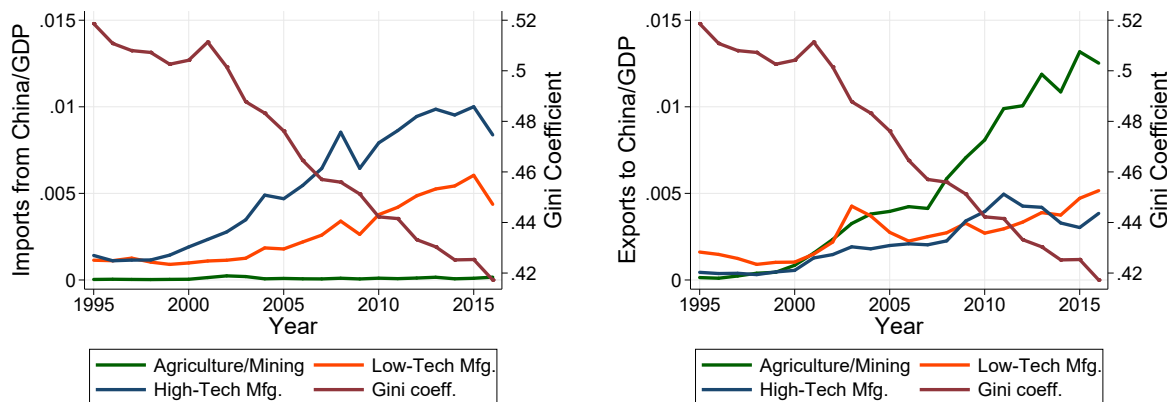 Imports from China/GDP
.015
.01
.005
0
.52
.5
.48
.46
.44
.42
Gini Coefficient
1995 2000 2005 2010 2015
Year
Agriculture/Mining Low-Tech Mfg.
High-Tech Mfg. Gini coeff.
Exports to China/GDP
.015
.01
.005
0
.52
.5
.48
.46
.44
.42
Gini Coefficient
1995 2000 2005 2010 2015
Year
Agriculture/Mining Low-Tech Mfg.
High-Tech Mfg. Gini coeff.